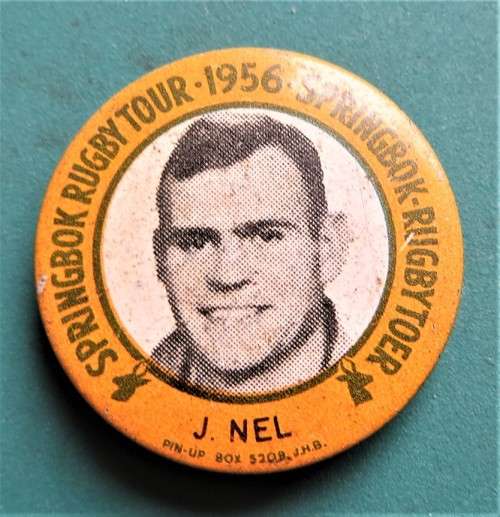 SPRINGBOK RUGBY TOUR · 1956 · SPRINGBOK-RUGBYTOER
J. NEL
PIN-UP BOX 5209, J.H.B.